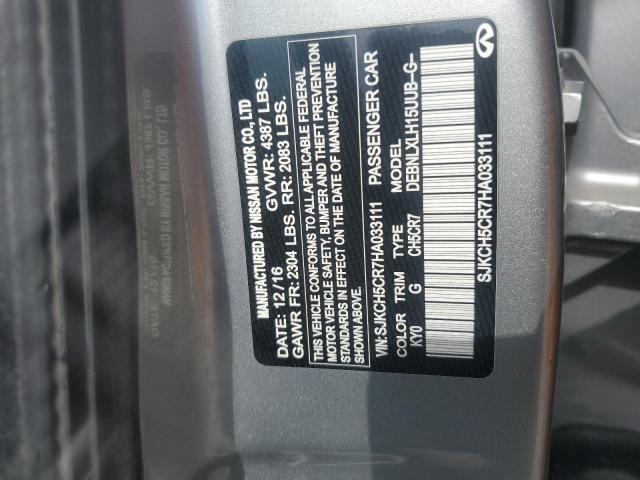 MANUFACTURED BY NISSAN MOTOR CO., LTD
DATE: 12/16 GVWR: 4387 LBS.
GAWR FR: 2304 LBS. RR: 2083 LBS.
THIS VEHICLE CONFORMS TO ALL APPLICABLE FEDERAL
MOTOR VEHICLE SAFETY, BUMPER AND THEFT PREVENTION
STANDARDS IN EFFECT ON THE DATE OF MANUFACTURE
SHOWN ABOVE.
VIN:SJKCH5CR7HA033111 PASSENGER CAR
COLOR TRIM TYPE
KY0 G CH5CR7 DEBNLXLH15UUB-G-
SJKCH5CR7HA033111